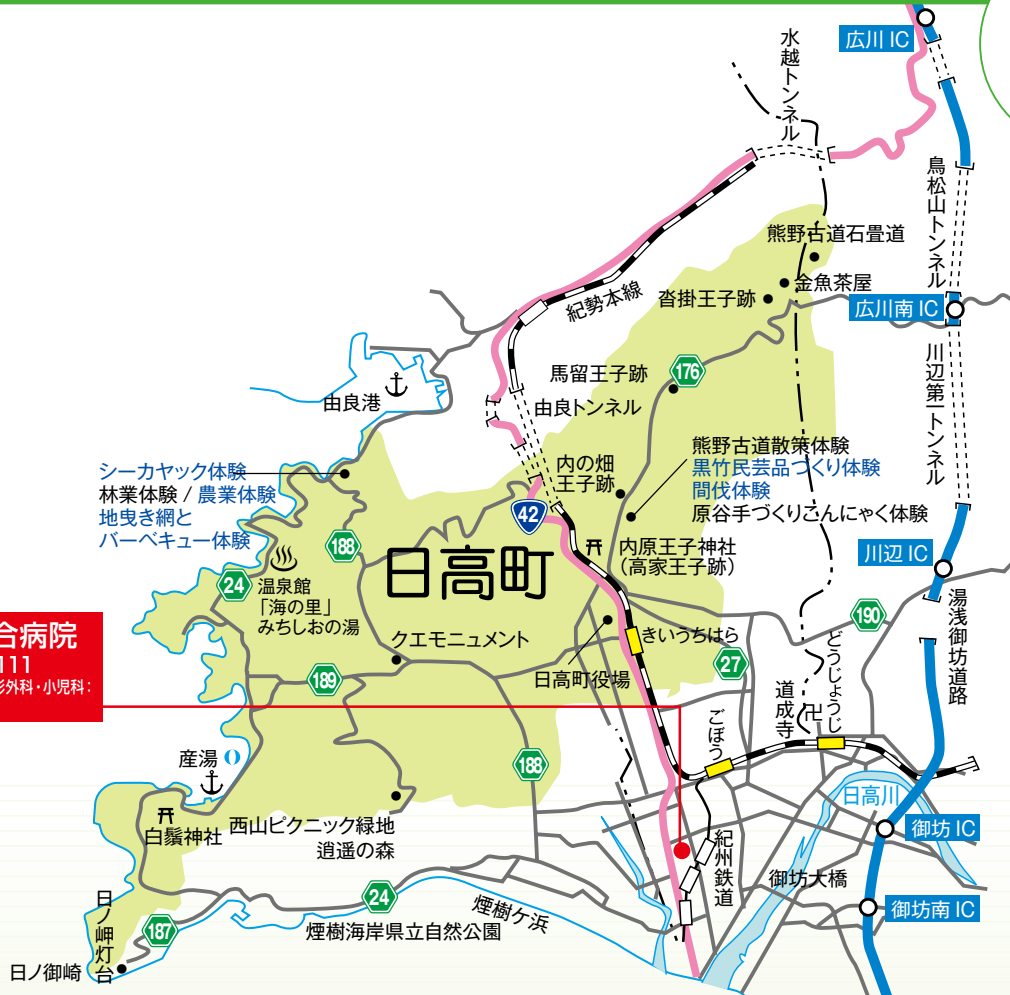 広川 IC
水越トンネル
鳥松山トンネル
熊野古道石畳道
金魚茶屋
沓掛王子跡
広川南 IC
紀勢本線
176
馬留王子跡
由良トンネル
川辺第一トンネル
由良港
シーカヤック体験
林業体験 / 農業体験
地曳き網と
バーベキュー体験
内の畑
王子跡
熊野古道散策体験
黒竹民芸品づくり体験
間伐体験
原谷手づくりこんにゃく体験
42
188
日高町
内原王子神社
(高家王子跡)
川辺 IC
24
温泉館
「海の里」
みちしおの湯
湯浅御坊道路
190
合病院
111
形外科・小児科：
クエモニュメント
きいうちはら
日高町役場
27
189
どうじょうじ
道成寺
ごぼう
産湯
188
日高川
白鬚神社
西山ピクニック緑地
逍遥の森
紀州鉄道
御坊 IC
御坊大橋
御坊南 IC
24
煙樹ケ浜
煙樹海岸県立自然公園
187
日ノ岬灯台
日ノ御崎